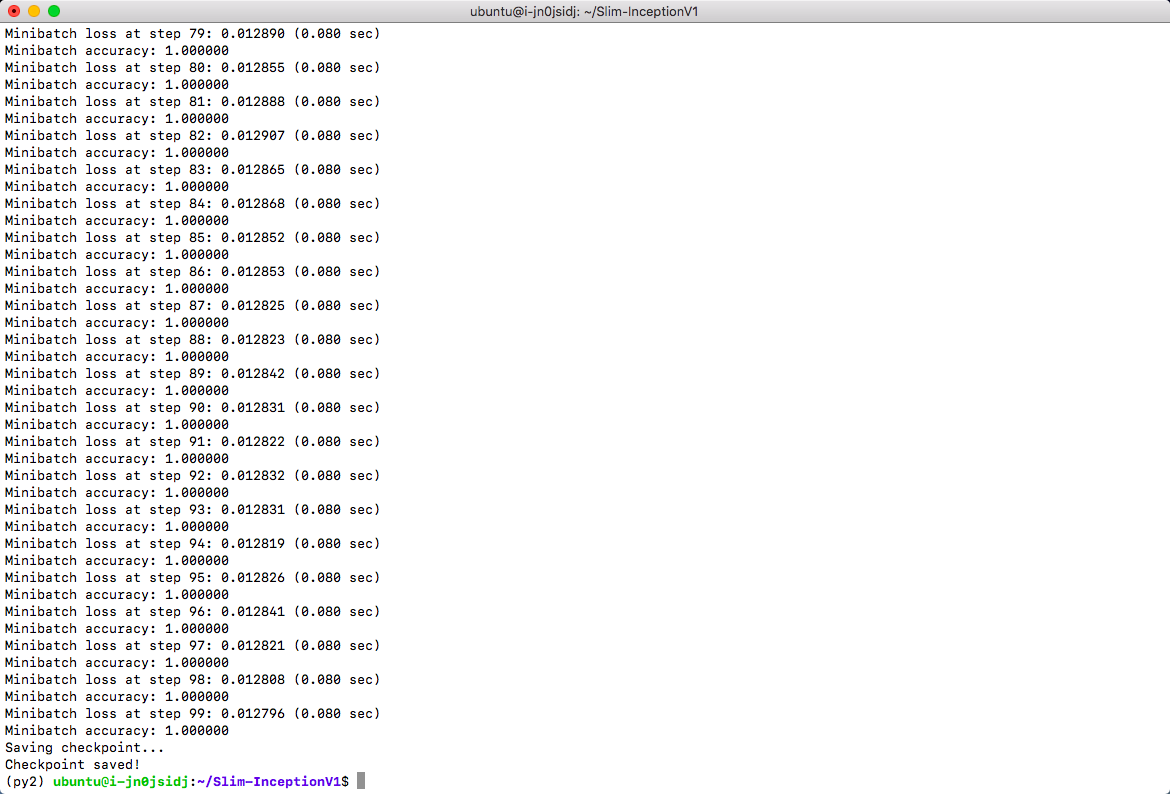 ubuntu@i-jn0jsidj: ~/Slim-InceptionV1
Minibatch loss at step 79: 0.012890 (0.080 sec)
Minibatch accuracy: 1.000000
Minibatch loss at step 80: 0.012855 (0.080 sec)
Minibatch accuracy: 1.000000
Minibatch loss at step 81: 0.012888 (0.080 sec)
Minibatch accuracy: 1.000000
Minibatch loss at step 82: 0.012907 (0.080 sec)
Minibatch accuracy: 1.000000
Minibatch loss at step 83: 0.012865 (0.080 sec)
Minibatch accuracy: 1.000000
Minibatch loss at step 84: 0.012868 (0.080 sec)
Minibatch accuracy: 1.000000
Minibatch loss at step 85: 0.012852 (0.080 sec)
Minibatch accuracy: 1.000000
Minibatch loss at step 86: 0.012853 (0.080 sec)
Minibatch accuracy: 1.000000
Minibatch loss at step 87: 0.012825 (0.080 sec)
Minibatch accuracy: 1.000000
Minibatch loss at step 88: 0.012823 (0.080 sec)
Minibatch accuracy: 1.000000
Minibatch loss at step 89: 0.012842 (0.080 sec)
Minibatch accuracy: 1.000000
Minibatch loss at step 90: 0.012831 (0.080 sec)
Minibatch accuracy: 1.000000
Minibatch loss at step 91: 0.012822 (0.080 sec)
Minibatch accuracy: 1.000000
Minibatch loss at step 92: 0.012832 (0.080 sec)
Minibatch accuracy: 1.000000
Minibatch loss at step 93: 0.012831 (0.080 sec)
Minibatch accuracy: 1.000000
Minibatch loss at step 94: 0.012819 (0.080 sec)
Minibatch accuracy: 1.000000
Minibatch loss at step 95: 0.012826 (0.080 sec)
Minibatch accuracy: 1.000000
Minibatch loss at step 96: 0.012841 (0.080 sec)
Minibatch accuracy: 1.000000
Minibatch loss at step 97: 0.012821 (0.080 sec)
Minibatch accuracy: 1.000000
Minibatch loss at step 98: 0.012808 (0.080 sec)
Minibatch accuracy: 1.000000
Minibatch loss at step 99: 0.012796 (0.080 sec)
Minibatch accuracy: 1.000000
Saving checkpoint...
Checkpoint saved!
(py2) ubuntu@i-jn0jsidj:~/Slim-InceptionV1$